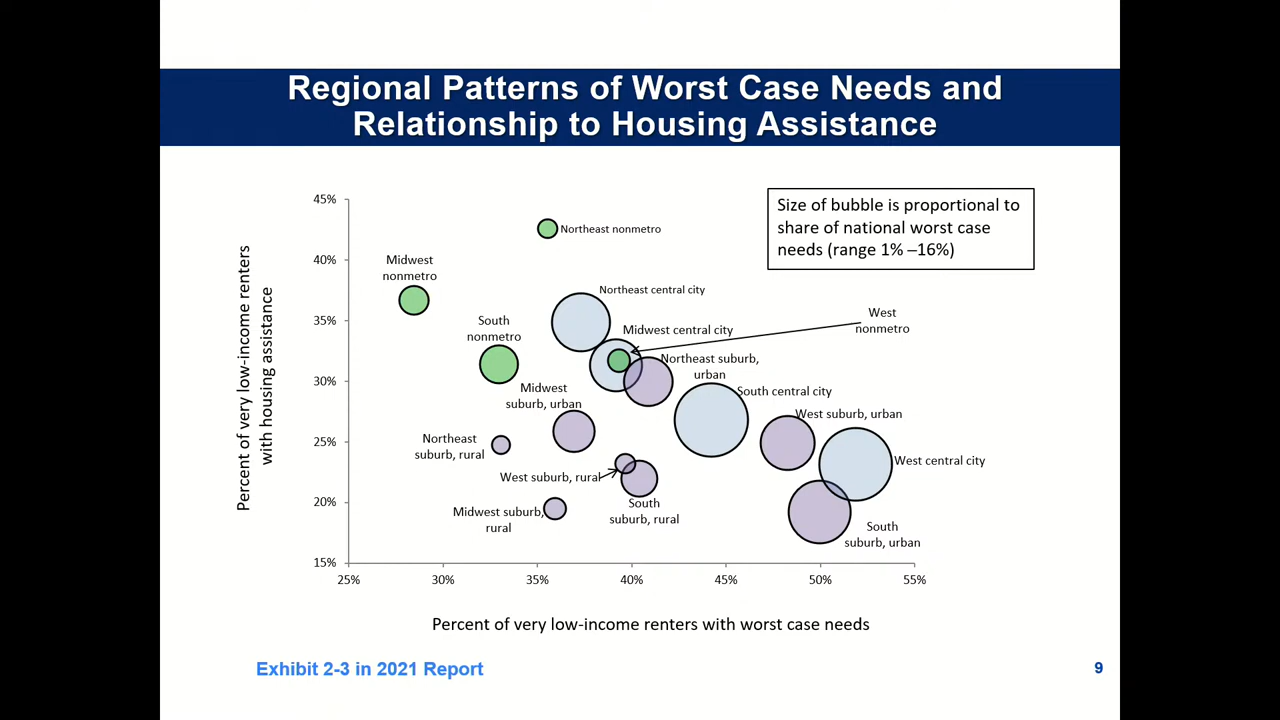 Regional Patterns of Worst Case Needs and
Relationship to Housing Assistance
Size of bubble is proportional to
share of national worst case
needs (range 1% –16%)
Percent of very low-income renters
with housing assistance
45%
40%
35%
30%
25%
20%
15%
Northeast nonmetro
Midwest
nonmetro
Northeast central city
West
nonmetro
South
nonmetro
Midwest central city
Northeast suburb,
urban
Midwest
suburb, urban
South central city
West suburb, urban
Northeast
suburb, rural
West central city
West suburb, rural
Midwest suburb,
rural
South
suburb, rural
South
suburb, urban
25%
30%
35%
40%
45%
50%
55%
Percent of very low-income renters with worst case needs
Exhibit 2-3 in 2021 Report
9